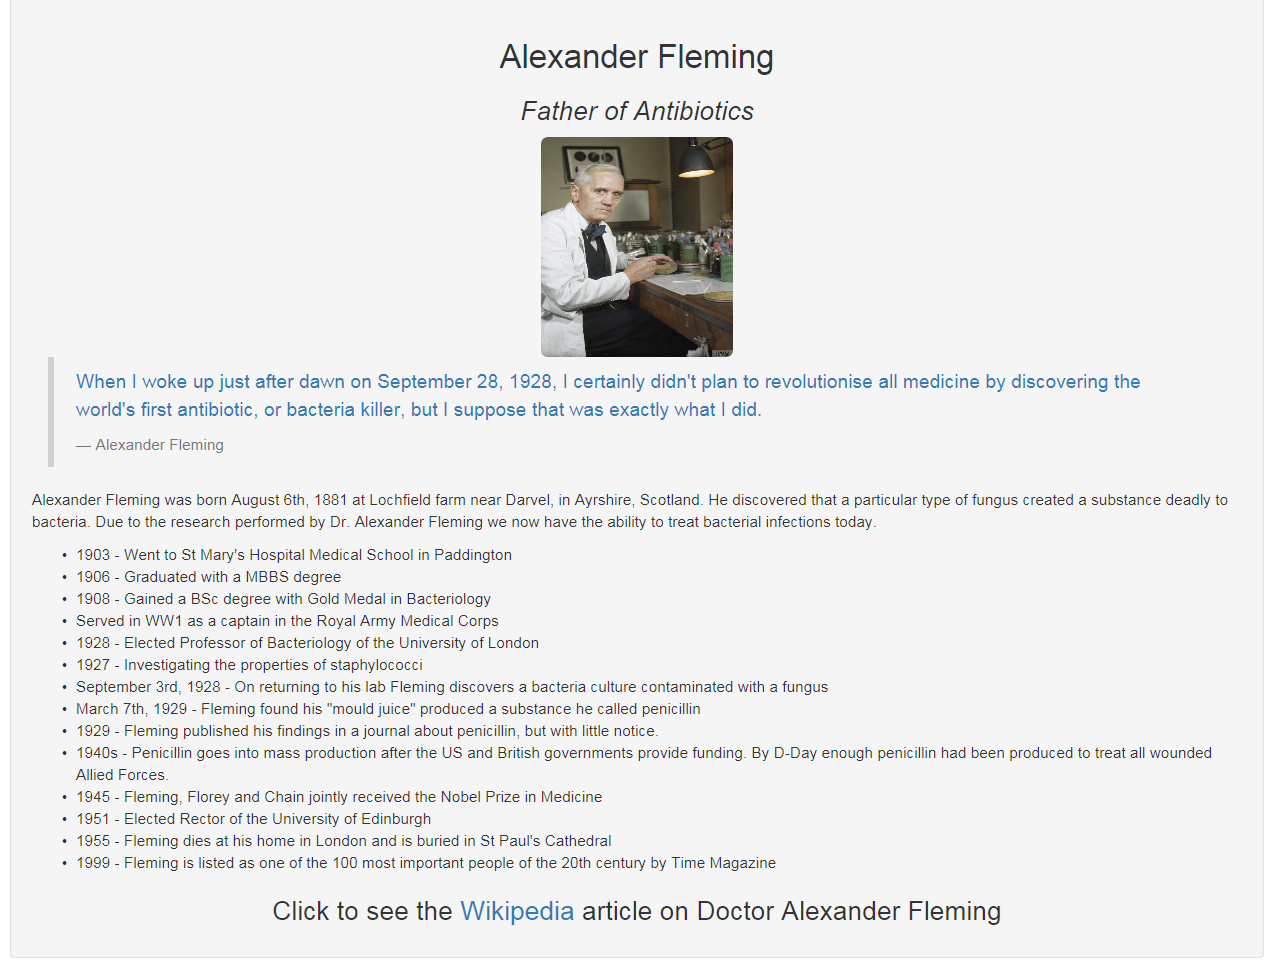 Alexander Fleming
Father of Antibiotics
When I woke up just after dawn on September 28, 1928, I certainly didn't plan to revolutionise all medicine by discovering the
world's first antibiotic, or bacteria killer, but I suppose that was exactly what I did.
— Alexander Fleming
Alexander Fleming was born August 6th, 1881 at Lochfield farm near Darvel, in Ayrshire, Scotland. He discovered that a particular type of fungus created a substance deadly to
bacteria. Due to the research performed by Dr. Alexander Fleming we now have the ability to treat bacterial infections today.
• 1903 - Went to St Mary's Hospital Medical School in Paddington
• 1906 - Graduated with a MBBS degree
• 1908 - Gained a BSc degree with Gold Medal in Bacteriology
• Served in WW1 as a captain in the Royal Army Medical Corps
• 1928 - Elected Professor of Bacteriology of the University of London
• 1927 - Investigating the properties of staphylococci
• September 3rd, 1928 - On returning to his lab Fleming discovers a bacteria culture contaminated with a fungus
• March 7th, 1929 - Fleming found his "mould juice" produced a substance he called penicillin
• 1929 - Fleming published his findings in a journal about penicillin, but with little notice.
• 1940s - Penicillin goes into mass production after the US and British governments provide funding. By D-Day enough penicillin had been produced to treat all wounded
Allied Forces.
• 1945 - Fleming, Florey and Chain jointly received the Nobel Prize in Medicine
• 1951 - Elected Rector of the University of Edinburgh
• 1955 - Fleming dies at his home in London and is buried in St Paul's Cathedral
• 1999 - Fleming is listed as one of the 100 most important people of the 20th century by Time Magazine
Click to see the Wikipedia article on Doctor Alexander Fleming